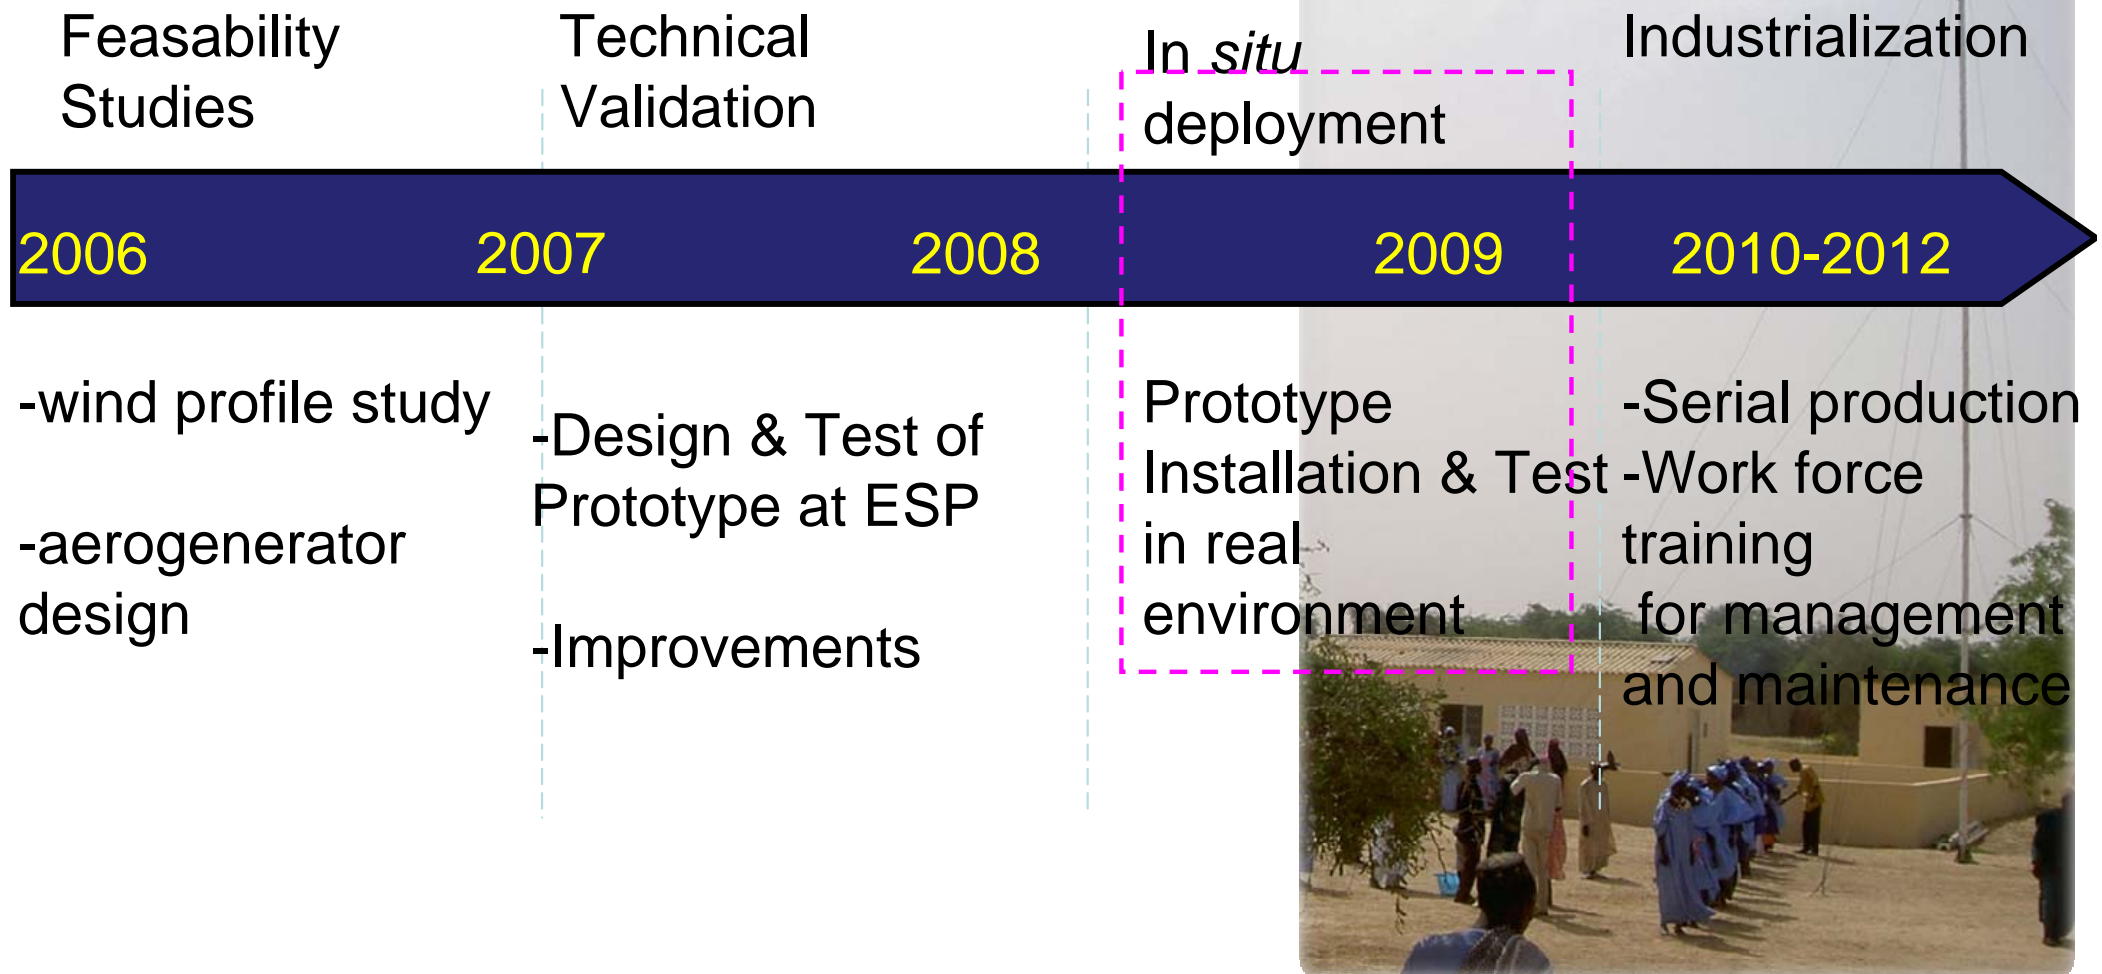 Feasability
Studies
Technical
Validation
In situ
deployment
Industrialization
2006
2007
2008
2009
2010-2012
-wind profile study
-aerogenerator
design
-Design & Test of
Prototype at ESP
-Improvements
Prototype
Installation & Test
in real
environment
-Serial production
-Work force
training
for management
and maintenance